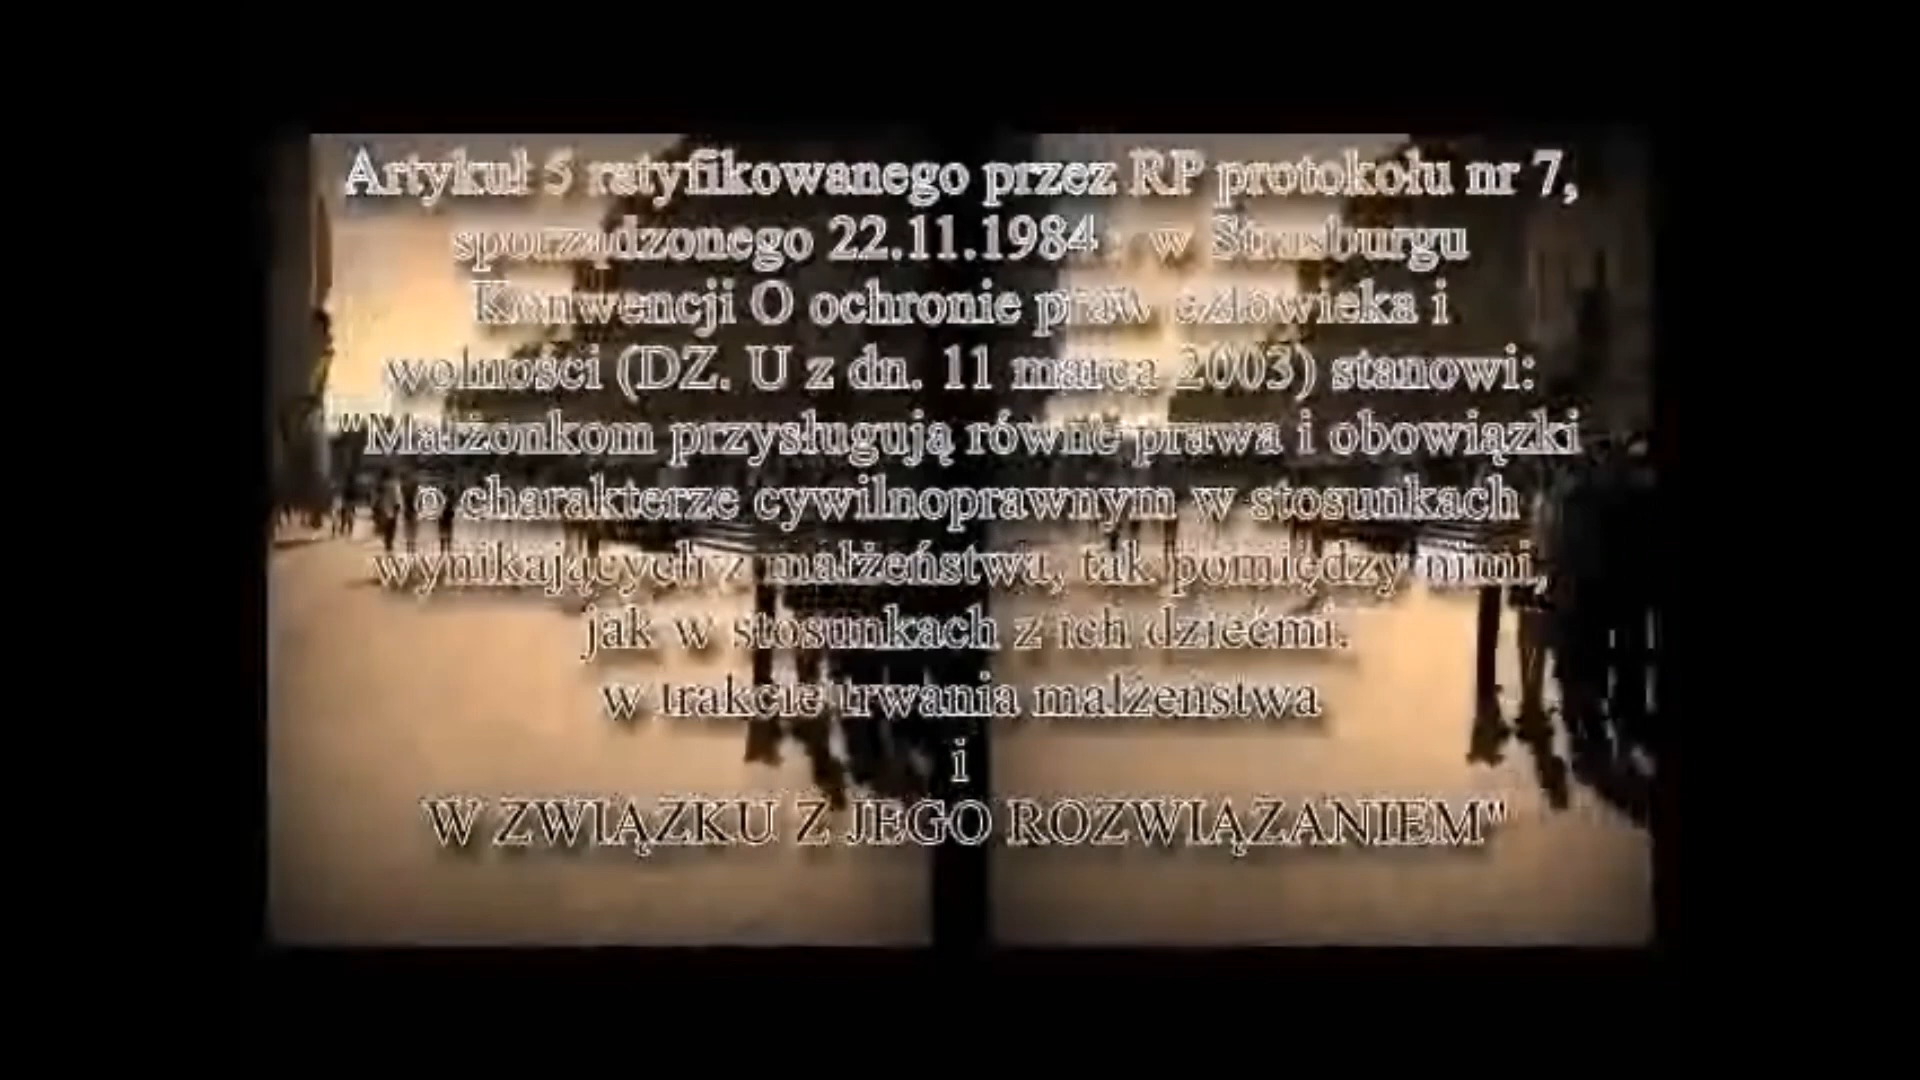 Artykuł 5 ratyfikowanego przez RP protokołu nr 7,
sporządzonego 22.11.1984 r w Strasburgu
Konwencji O ochronie praw człowieka i
wolności (DZ. U z dn. 11 marca 2003) stanowi:
"Małżonkom przysługują równe prawa i obowiązki
o charakterze cywilnoprawnym w stosunkach
wynikających z małżeństwa, tak pomiędzy nimi,
jak w stosunkach z ich dziećmi.
w trakcie trwania małżeństwa
i
W ZWIĄZKU Z JEGO ROZWIĄZANIEM"